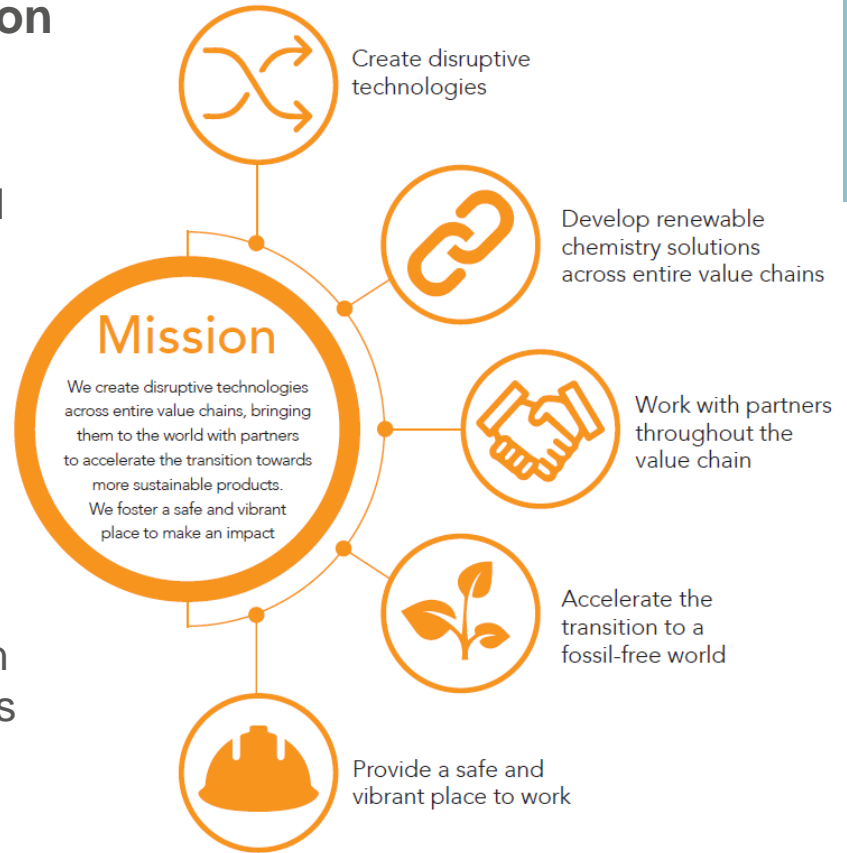 on
Create disruptive
technologies
Develop renewable
chemistry solutions
across entire value chains
Mission
We create disruptive technologies
across entire value chains, bringing
them to the world with partners
to accelerate the transition towards
more sustainable products.
We foster a safe and vibrant
place to make an impact
Work with partners
throughout the
value chain
Accelerate the
transition to a
fossil-free world
n
s
Provide a safe and
vibrant place to work